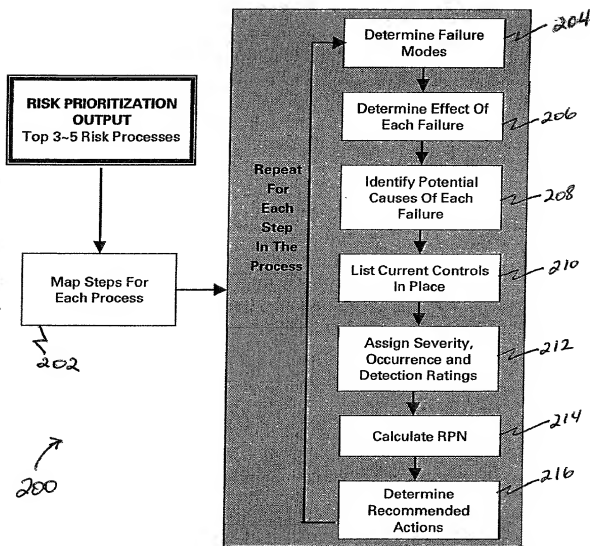 RISK PRIORITIZATION
OUTPUT
Top 3~5 Risk Processes
Map Steps For
Each Process
202
200
Repeat
For
Each
Step
In The
Process
Determine Failure
Modes
204
Determine Effect Of
Each Failure
206
Identify Potential
Causes Of Each
Failure
208
List Current Controls
In Place
210
Assign Severity,
Occurrence and
Detection Ratings
212
Calculate RPN
214
Determine
Recommended
Actions
216